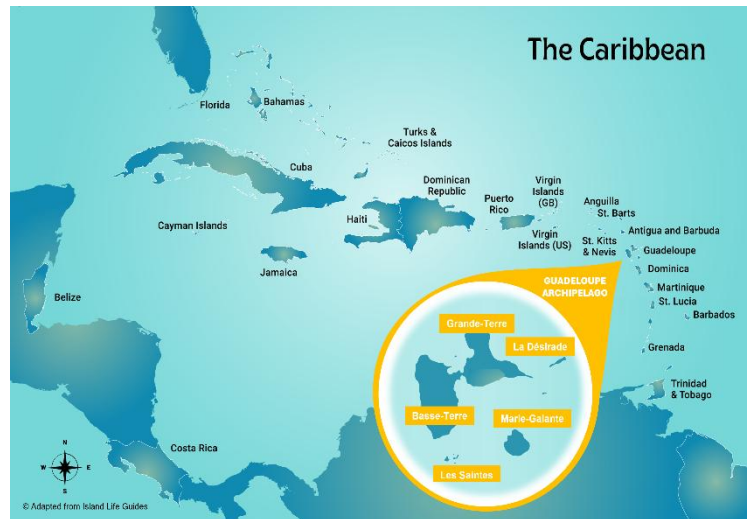 The Caribbean
Florida
Bahamas
Turks &
Caicos Islands
Cuba
Dominican
Republic
Virgin
Islands
(GB)
Puerto
Rico
Anguilla
St. Barts
Cayman Islands
Haiti
Antigua and Barbuda
Virgin
Islands (US)
St. Kitts
& Nevis
Guadeloupe
Jamaica
Dominica
GUADELOUPE
ARCHIPELAGO
Belize
Martinique
St. Lucia
Barbados
Grande-Terre
La Désirade
Grenada
Trinidad
& Tobago
Basse-Terre
Marie-Galante
Costa Rica
Les Saintes
N
W
E
S
© Adapted from Island Life Guides